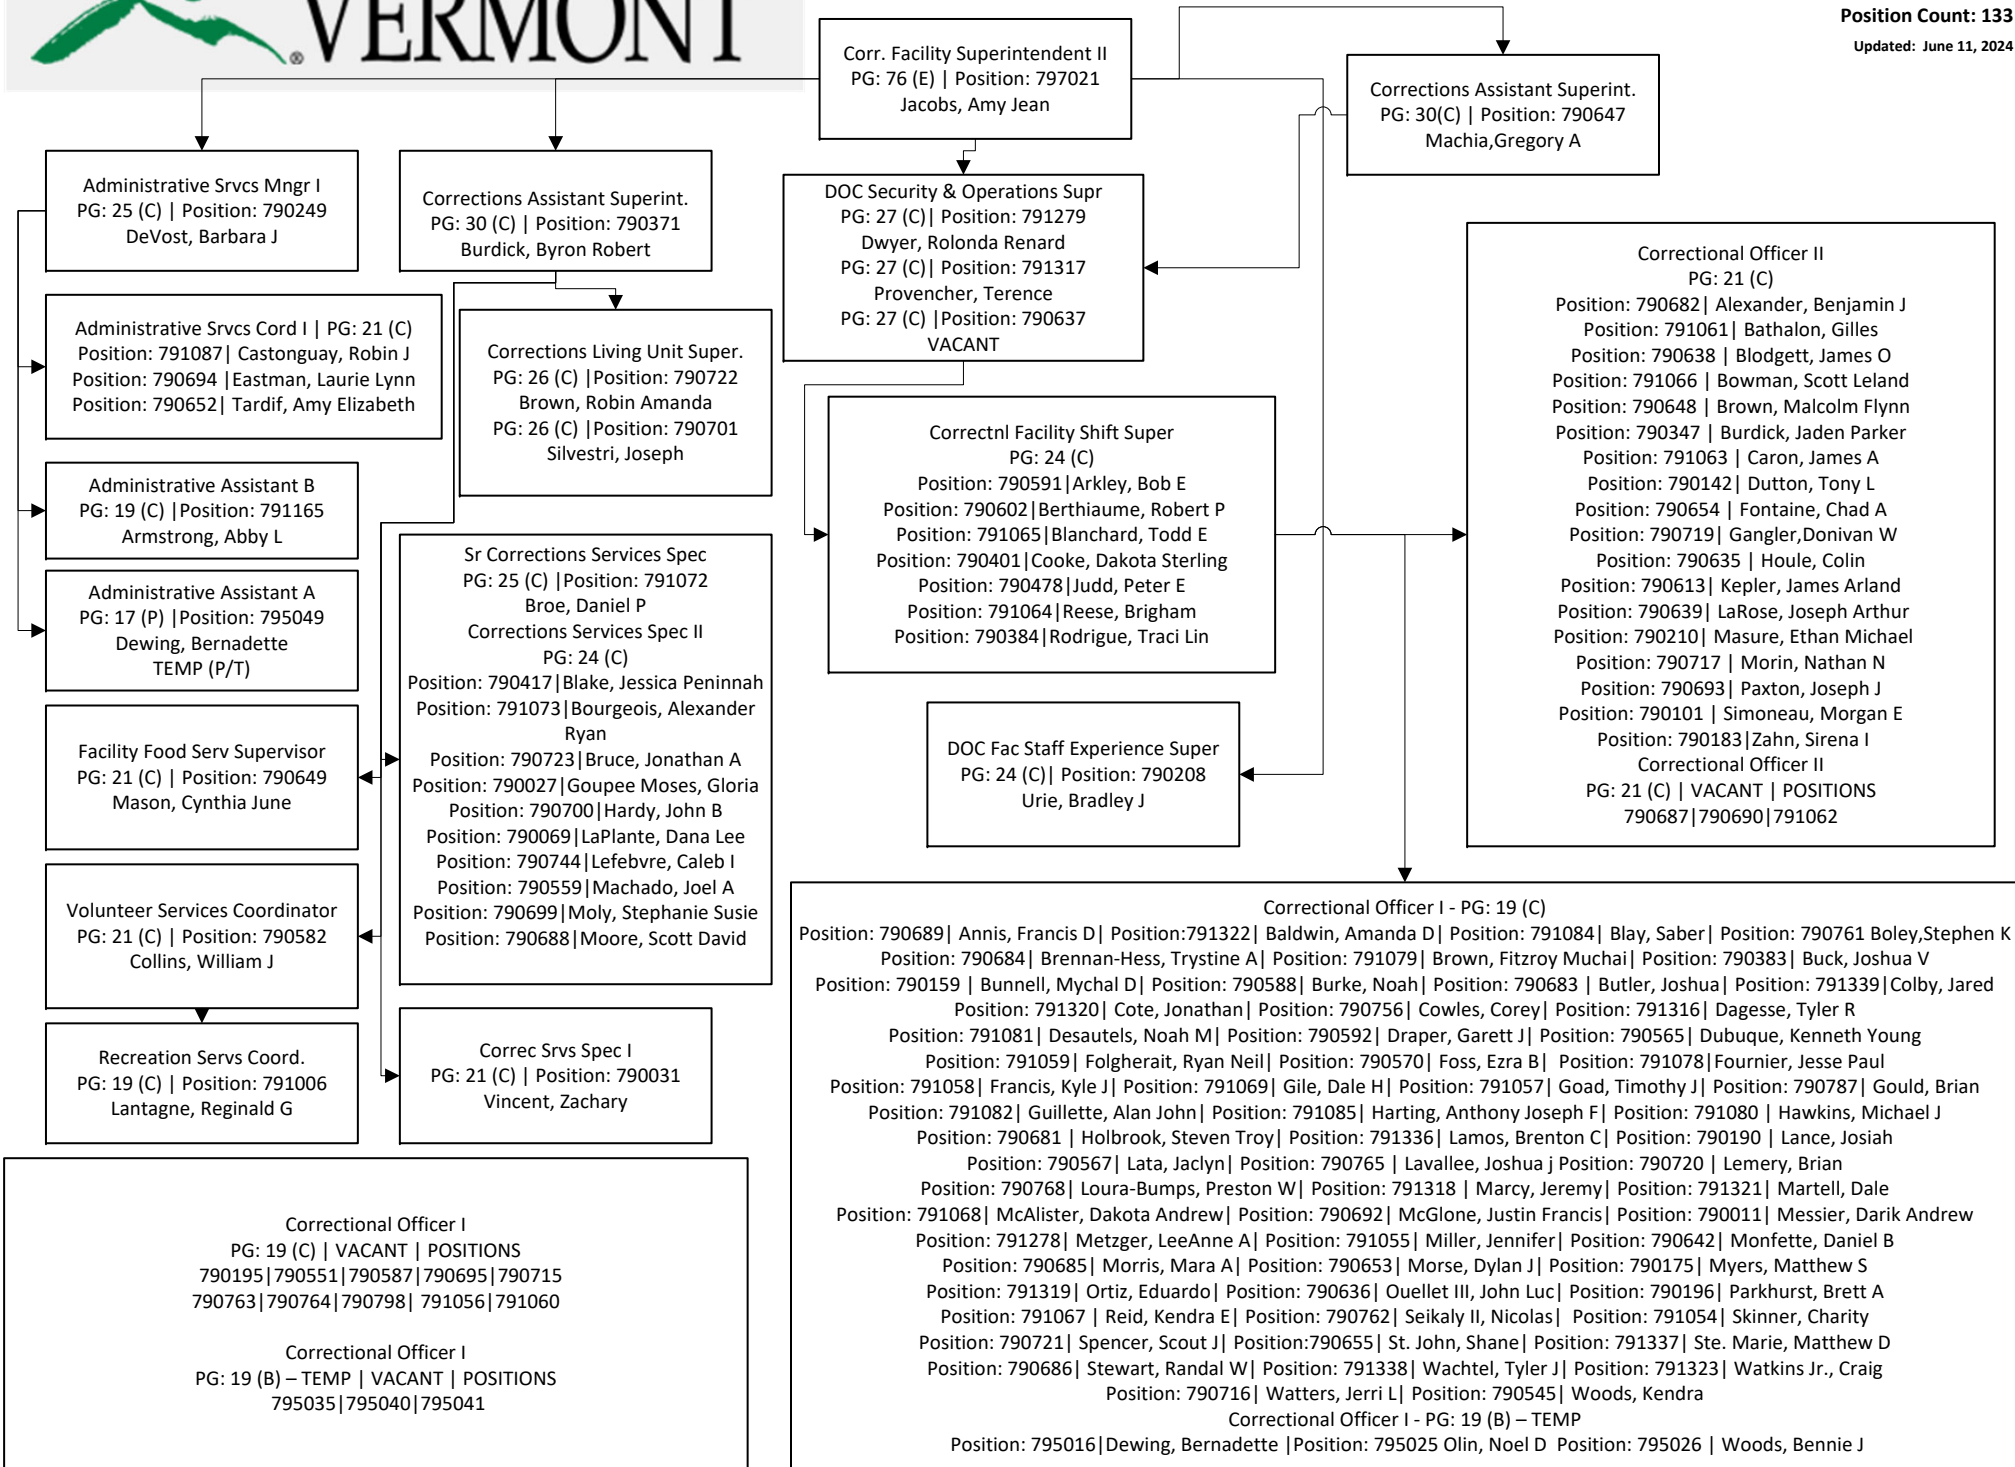 VERMONT
®
Position Count: 133
Updated: June 11, 2024
Corr. Facility Superintendent II
PG: 76 (E) | Position: 797021
Jacobs, Amy Jean
Corrections Assistant Superint.
PG: 30(C) | Position: 790647
Machia,Gregory A
Administrative Srvcs Mngr I
PG: 25 (C) | Position: 790249
DeVost, Barbara J
Corrections Assistant Superint.
PG: 30 (C) | Position: 790371
Burdick, Byron Robert
DOC Security & Operations Supr
PG: 27 (C)| Position: 791279
Dwyer, Rolonda Renard
PG: 27 (C)| Position: 791317
Provencher, Terence
PG: 27 (C) |Position: 790637
VACANT
Administrative Srvcs Cord I | PG: 21 (C)
Position: 791087| Castonguay, Robin J
Position: 790694 |Eastman, Laurie Lynn
Position: 790652| Tardif, Amy Elizabeth
Corrections Living Unit Super.
PG: 26 (C) |Position: 790722
Brown, Robin Amanda
PG: 26 (C) |Position: 790701
Silvestri, Joseph
Administrative Assistant B
PG: 19 (C) |Position: 791165
Armstrong, Abby L
Administrative Assistant A
PG: 17 (P) |Position: 795049
Dewing, Bernadette
TEMP (P/T)
Facility Food Serv Supervisor
PG: 21 (C) | Position: 790649
Mason, Cynthia June
Volunteer Services Coordinator
PG: 21 (C) | Position: 790582
Collins, William J
Recreation Servs Coord.
PG: 19 (C) | Position: 791006
Lantagne, Reginald G
Sr Corrections Services Spec
PG: 25 (C) |Position: 791072
Broe, Daniel P
Corrections Services Spec II
PG: 24 (C)
Position: 790417|Blake, Jessica Peninnah
Position: 791073|Bourgeois, Alexander
Ryan
Position: 790723|Bruce, Jonathan A
Position: 790027|Goupee Moses, Gloria
Position: 790700|Hardy, John B
Position: 790069|LaPlante, Dana Lee
Position: 790744|Lefebvre, Caleb I
Position: 790559|Machado, Joel A
Position: 790699|Moly, Stephanie Susie
Position: 790688|Moore, Scott David
Correc Srvs Spec I
PG: 21 (C) | Position: 790031
Vincent, Zachary
Correctnl Facility Shift Super
PG: 24 (C)
Position: 790591|Arkley, Bob E
Position: 790602|Berthiaume, Robert P
Position: 791065|Blanchard, Todd E
Position: 790401|Cooke, Dakota Sterling
Position: 790478|Judd, Peter E
Position: 791064|Reese, Brigham
Position: 790384|Rodrigue, Traci Lin
DOC Fac Staff Experience Super
PG: 24 (C)| Position: 790208
Urie, Bradley J
Correctional Officer II
PG: 21 (C)
Position: 790682| Alexander, Benjamin J
Position: 791061| Bathalon, Gilles
Position: 790638 | Blodgett, James O
Position: 791066 | Bowman, Scott Leland
Position: 790648 | Brown, Malcolm Flynn
Position: 790347 | Burdick, Jaden Parker
Position: 791063 | Caron, James A
Position: 790142 | Dutton, Tony L
Position: 790654 | Fontaine, Chad A
Position: 790719| Gangler,Donivan W
Position: 790635 | Houle, Colin
Position: 790613| Kepler, James Arland
Position: 790639| LaRose, Joseph Arthur
Position: 790210| Masure, Ethan Michael
Position: 790717 | Morin, Nathan N
Position: 790693| Paxton, Joseph J
Position: 790101 | Simoneau, Morgan E
Position: 790183|Zahn, Sirena I
Correctional Officer II
PG: 21 (C) | VACANT | POSITIONS
790687|790690|791062
Correctional Officer I
PG: 19 (C) | VACANT | POSITIONS
790195|790551|790587|790695|790715
790763|790764|790798| 791056|791060
Correctional Officer I
PG: 19 (B) – TEMP | VACANT | POSITIONS
795035|795040|795041
Correctional Officer I - PG: 19 (C)
Position: 790689| Annis, Francis D| Position:791322| Baldwin, Amanda D| Position: 791084| Blay, Saber| Position: 790761 Boley,Stephen K
Position: 790684| Brennan-Hess, Trystine A| Position: 791079| Brown, Fitzroy Muchai| Position: 790383| Buck, Joshua V
Position: 790159 | Bunnell, Mychal D| Position: 790588| Burke, Noah| Position: 790683 | Butler, Joshua| Position: 791339|Colby, Jared
Position: 791320| Cote, Jonathan| Position: 790756| Cowles, Corey| Position: 791316| Dagesse, Tyler R
Position: 791081| Desautels, Noah M| Position: 790592| Draper, Garett J| Position: 790565| Dubuque, Kenneth Young
Position: 791059| Folgherait, Ryan Neil| Position: 790570| Foss, Ezra B| Position: 791078|Fournier, Jesse Paul
Position: 791058| Francis, Kyle J| Position: 791069| Gile, Dale H| Position: 791057| Goad, Timothy J| Position: 790787| Gould, Brian
Position: 791082| Guillette, Alan John| Position: 791085| Harting, Anthony Joseph F| Position: 791080 | Hawkins, Michael J
Position: 790681 | Holbrook, Steven Troy| Position: 791336| Lamos, Brenton C| Position: 790190 | Lance, Josiah
Position: 790567| Lata, Jaclyn| Position: 790765 | Lavallee, Joshua j Position: 790720 | Lemery, Brian
Position: 790768| Loura-Bumps, Preston W| Position: 791318 | Marcy, Jeremy| Position: 791321| Martell, Dale
Position: 791068| McAlister, Dakota Andrew| Position: 790692| McGlone, Justin Francis| Position: 790011| Messier, Darik Andrew
Position: 791278| Metzger, LeeAnne A| Position: 791055| Miller, Jennifer| Position: 790642| Monfette, Daniel B
Position: 790685| Morris, Mara A| Position: 790653| Morse, Dylan J| Position: 790175| Myers, Matthew S
Position: 791319| Ortiz, Eduardo| Position: 790636| Ouellet III, John Luc| Position: 790196| Parkhurst, Brett A
Position: 791067 | Reid, Kendra E| Position: 790762| Seikaly II, Nicolas| Position: 791054| Skinner, Charity
Position: 790721| Spencer, Scout J| Position:790655| St. John, Shane| Position: 791337| Ste. Marie, Matthew D
Position: 790686| Stewart, Randal W| Position: 791338| Wachtel, Tyler J| Position: 791323| Watkins Jr., Craig
Position: 790716| Watters, Jerri L| Position: 790545| Woods, Kendra
Correctional Officer I - PG: 19 (B) – TEMP
Position: 795016|Dewing, Bernadette |Position: 795025 Olin, Noel D Position: 795026 | Woods, Bennie J